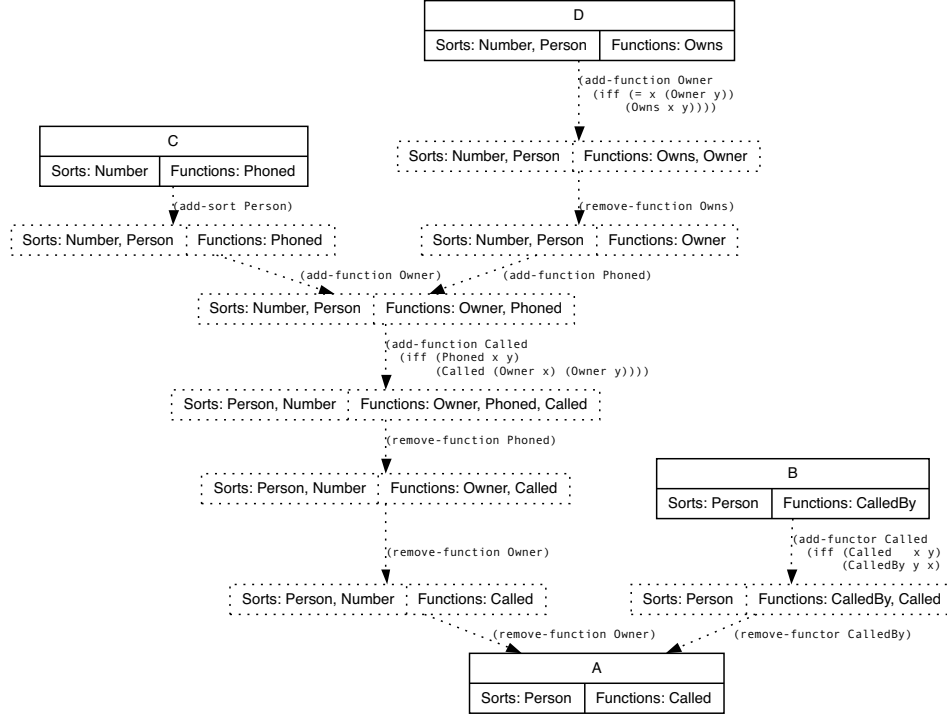 D
Sorts: Number, Person
Functions: Owns
(add-function Owner
(iff (= x (Owner y))
(Owns x y))))
C
Sorts: Number
Functions: Phoned
Sorts: Number, Person
Functions: Owns, Owner
(add-sort Person)
(remove-function Owns)
Sorts: Number, Person
Functions: Phoned
Sorts: Number, Person
Functions: Owner
(add-function Owner)
(add-function Phoned)
Sorts: Number, Person
Functions: Owner, Phoned
(add-function Called
(iff (Phoned x y)
(Called (Owner x) (Owner y))))
Sorts: Person, Number
Functions: Owner, Phoned, Called
(remove-function Phoned)
B
Sorts: Person
Functions: CalledBy
Sorts: Person, Number
Functions: Owner, Called
(add-functor Called
(iff (Called x y)
(CalledBy y x)
(remove-function Owner)
Sorts: Person, Number
Functions: Called
Sorts: Person
Functions: CalledBy, Called
(remove-function Owner)
(remove-functor CalledBy)
A
Sorts: Person
Functions: Called